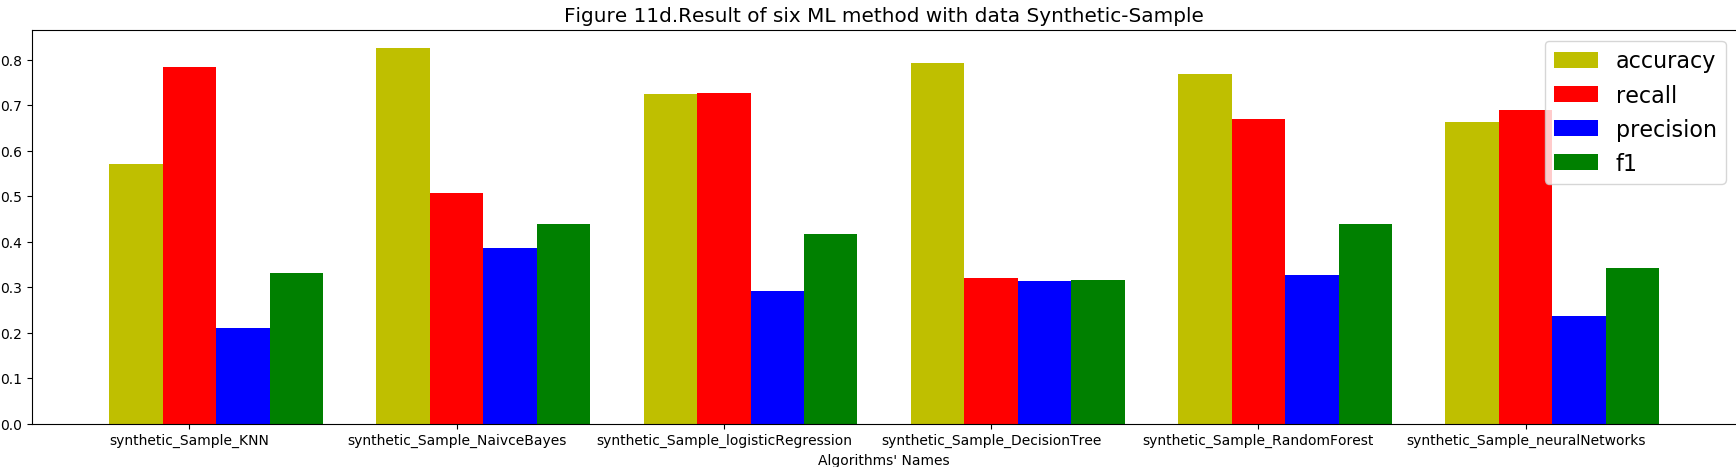 Figure 11d.Result of six ML method with data Synthetic-Sample
0.8
0.7
0.6
0.5
0.4
0.3
0.2
0.1
0.0
accuracy
recall
precision
f1
synthetic_Sample_KNN
synthetic_Sample_NaivceBayes
synthetic_Sample_logisticRegression
synthetic_Sample_DecisionTree
synthetic_Sample_RandomForest
synthetic_Sample_neuralNetworks
Algorithms' Names